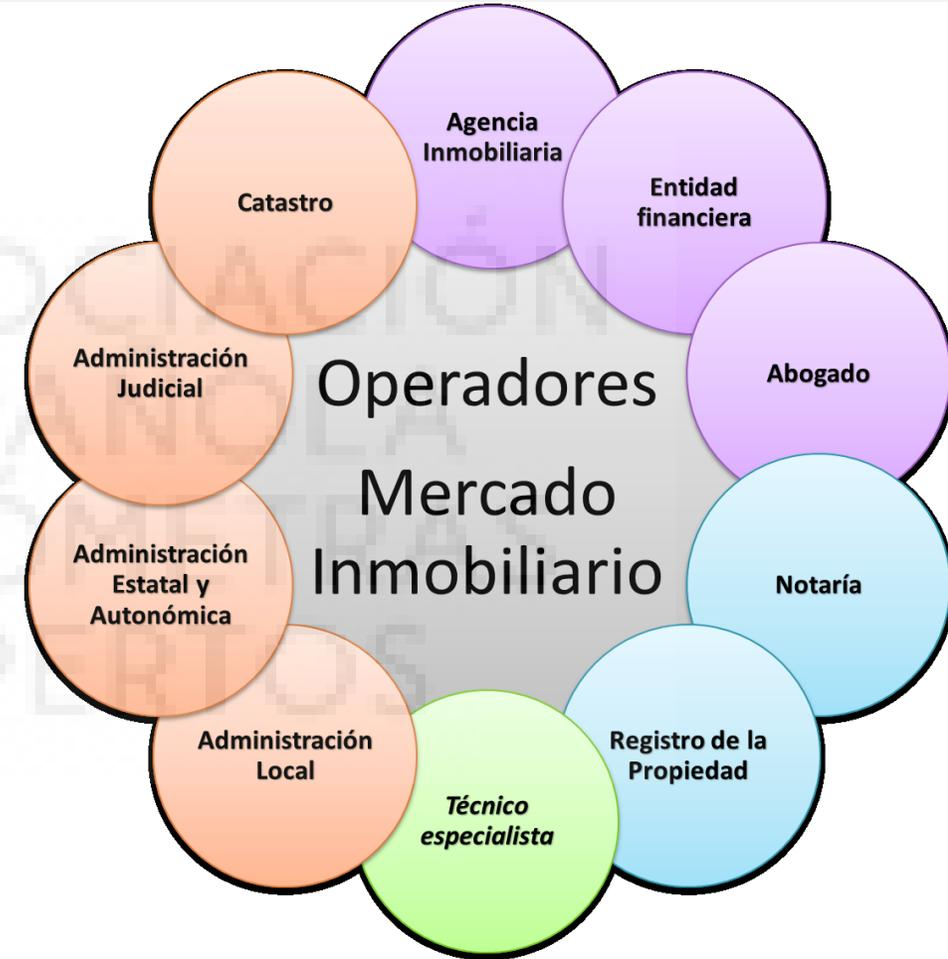 Agencia
Inmobiliaria
Entidad
financiera
Abogado
Notaría
Registro de la
Propiedad
Técnico
especialista
Administración
Local
Administración
Estatal y
Autonómica
Administración
Judicial
Catastro
Operadores
Mercado
Inmobiliario